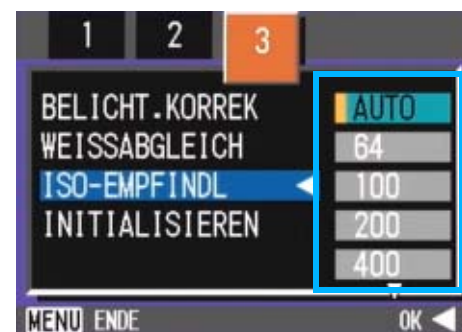 1 2 3
BELICHT.KORREK AUTO
WEISSABGLEICH 64
ISO-EMPFINDL 100
INITIALISIEREN 200
400
MENU ENDE OK